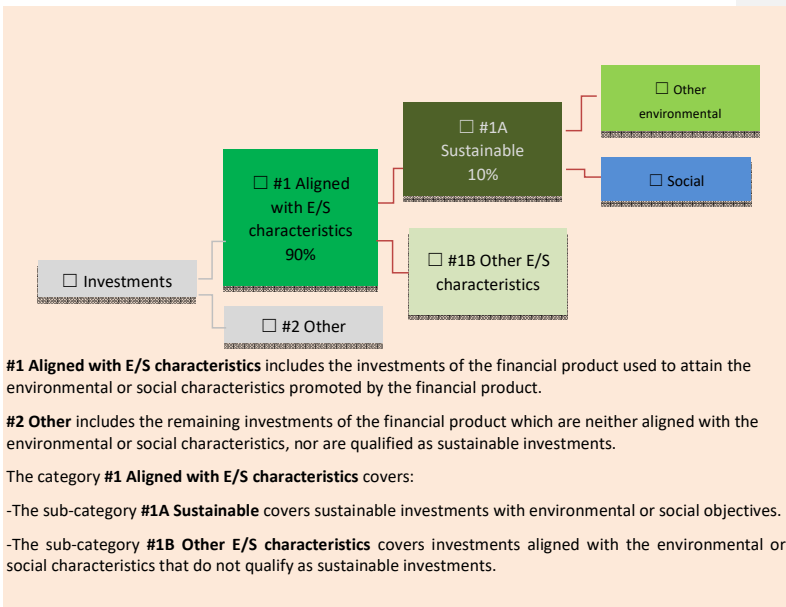 ☐ Other
environmental
☐ #1A
Sustainable
10%
☐ Social
☐ #1 Aligned
with E/S
characteristics
90%
☐ #1B Other E/S
characteristics
☐ Investments
☐ #2 Other
#1 Aligned with E/S characteristics includes the investments of the financial product used to attain the
environmental or social characteristics promoted by the financial product.
#2 Other includes the remaining investments of the financial product which are neither aligned with the
environmental or social characteristics, nor are qualified as sustainable investments.
The category #1 Aligned with E/S characteristics covers:
-The sub-category #1A Sustainable covers sustainable investments with environmental or social objectives.
-The sub-category #1B Other E/S characteristics covers investments aligned with the environmental or
social characteristics that do not qualify as sustainable investments.